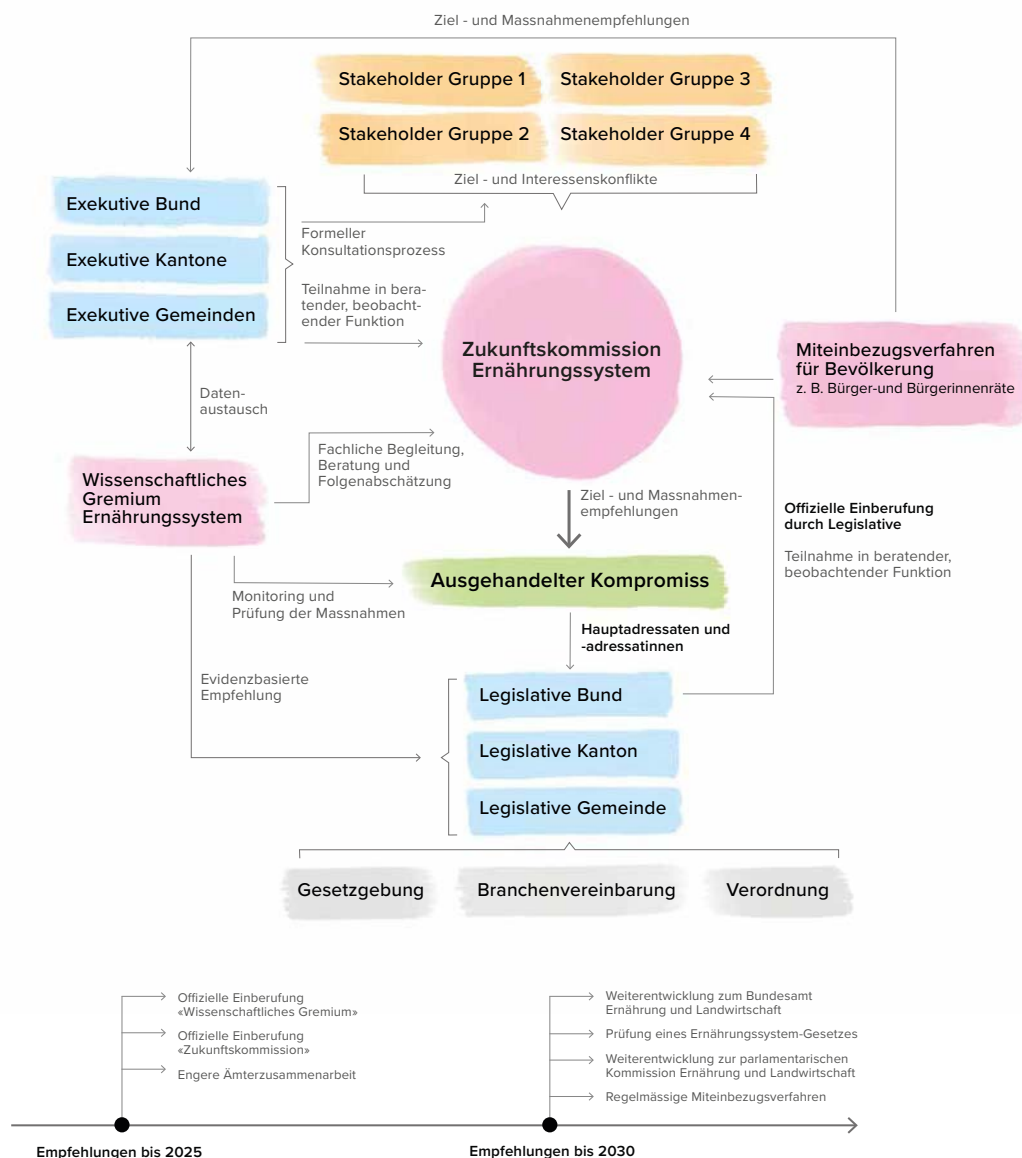 Ziel - und Massnahmenempfehlungen
Stakeholder Gruppe 1
Stakeholder Gruppe 3
Stakeholder Gruppe 2
Stakeholder Gruppe 4
Ziel - und Interessenskonflikte
Exekutive Bund
Exekutive Kantone
Exekutive Gemeinden
Formeller
Konsultationsprozess
Teilnahme in bera-
tender, beobacht-
ender Funktion
Zukunftskommission
Ernährungssystem
Miteinbezugsverfahren
für Bevölkerung
z. B. Bürger-und Bürgerinnenräte
Daten-
austausch
Wissenschaftliches
Gremium
Ernährungssystem
Fachliche Begleitung,
Beratung und
Folgenabschätzung
Ziel - und Massnahmen-
empfehlungen
Offizielle Einberufung
durch Legislative
Teilnahme in beratender,
beobachtender Funktion
Ausgehandelter Kompromiss
Monitoring und
Prüfung der Massnahmen
Hauptadressaten und
-adressatinnen
Evidenzbasierte
Empfehlung
Legislative Bund
Legislative Kanton
Legislative Gemeinde
Gesetzgebung
Branchenvereinbarung
Verordnung
Offizielle Einberufung
«Wissenschaftliches Gremium»
Offizielle Einberufung
«Zukunftskommission»
Engere Ämterzusammenarbeit
Weiterentwicklung zum Bundesamt
Ernährung und Landwirtschaft
Prüfung eines Ernährungssystem-Gesetzes
Weiterentwicklung zur parlamentarischen
Kommission Ernährung und Landwirtschaft
Regelmässige Miteinbezugsverfahren
Empfehlungen bis 2025
Empfehlungen bis 2030